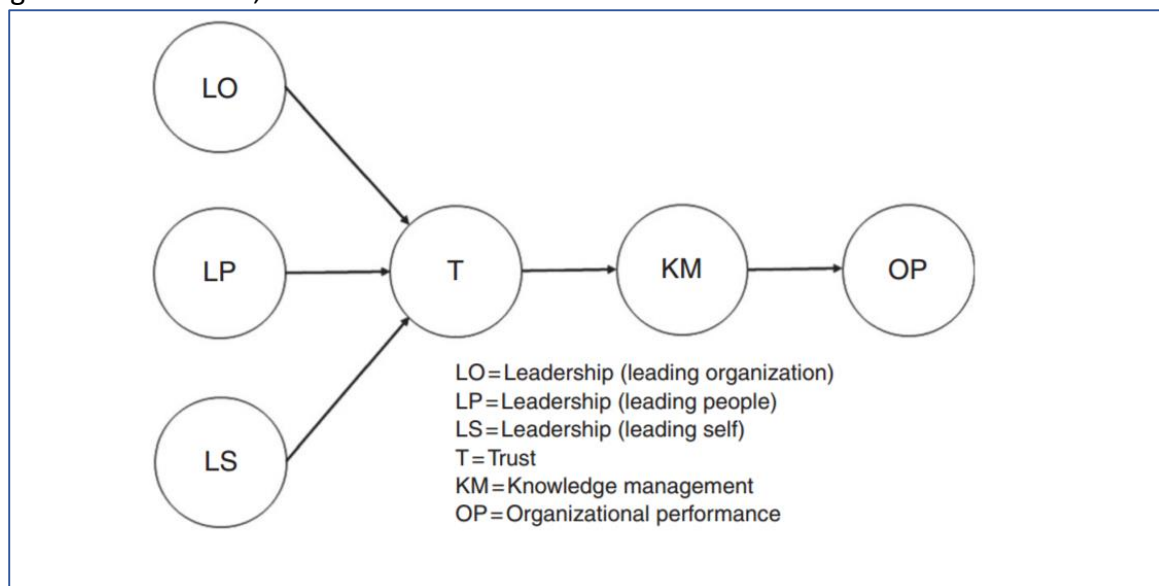 LO
LP
T
KM
OP
LS
LO=Leadership (leading organization)
LP=Leadership (leading people)
LS=Leadership (leading self)
T=Trust
KM=Knowledge management
OP=Organizational performance